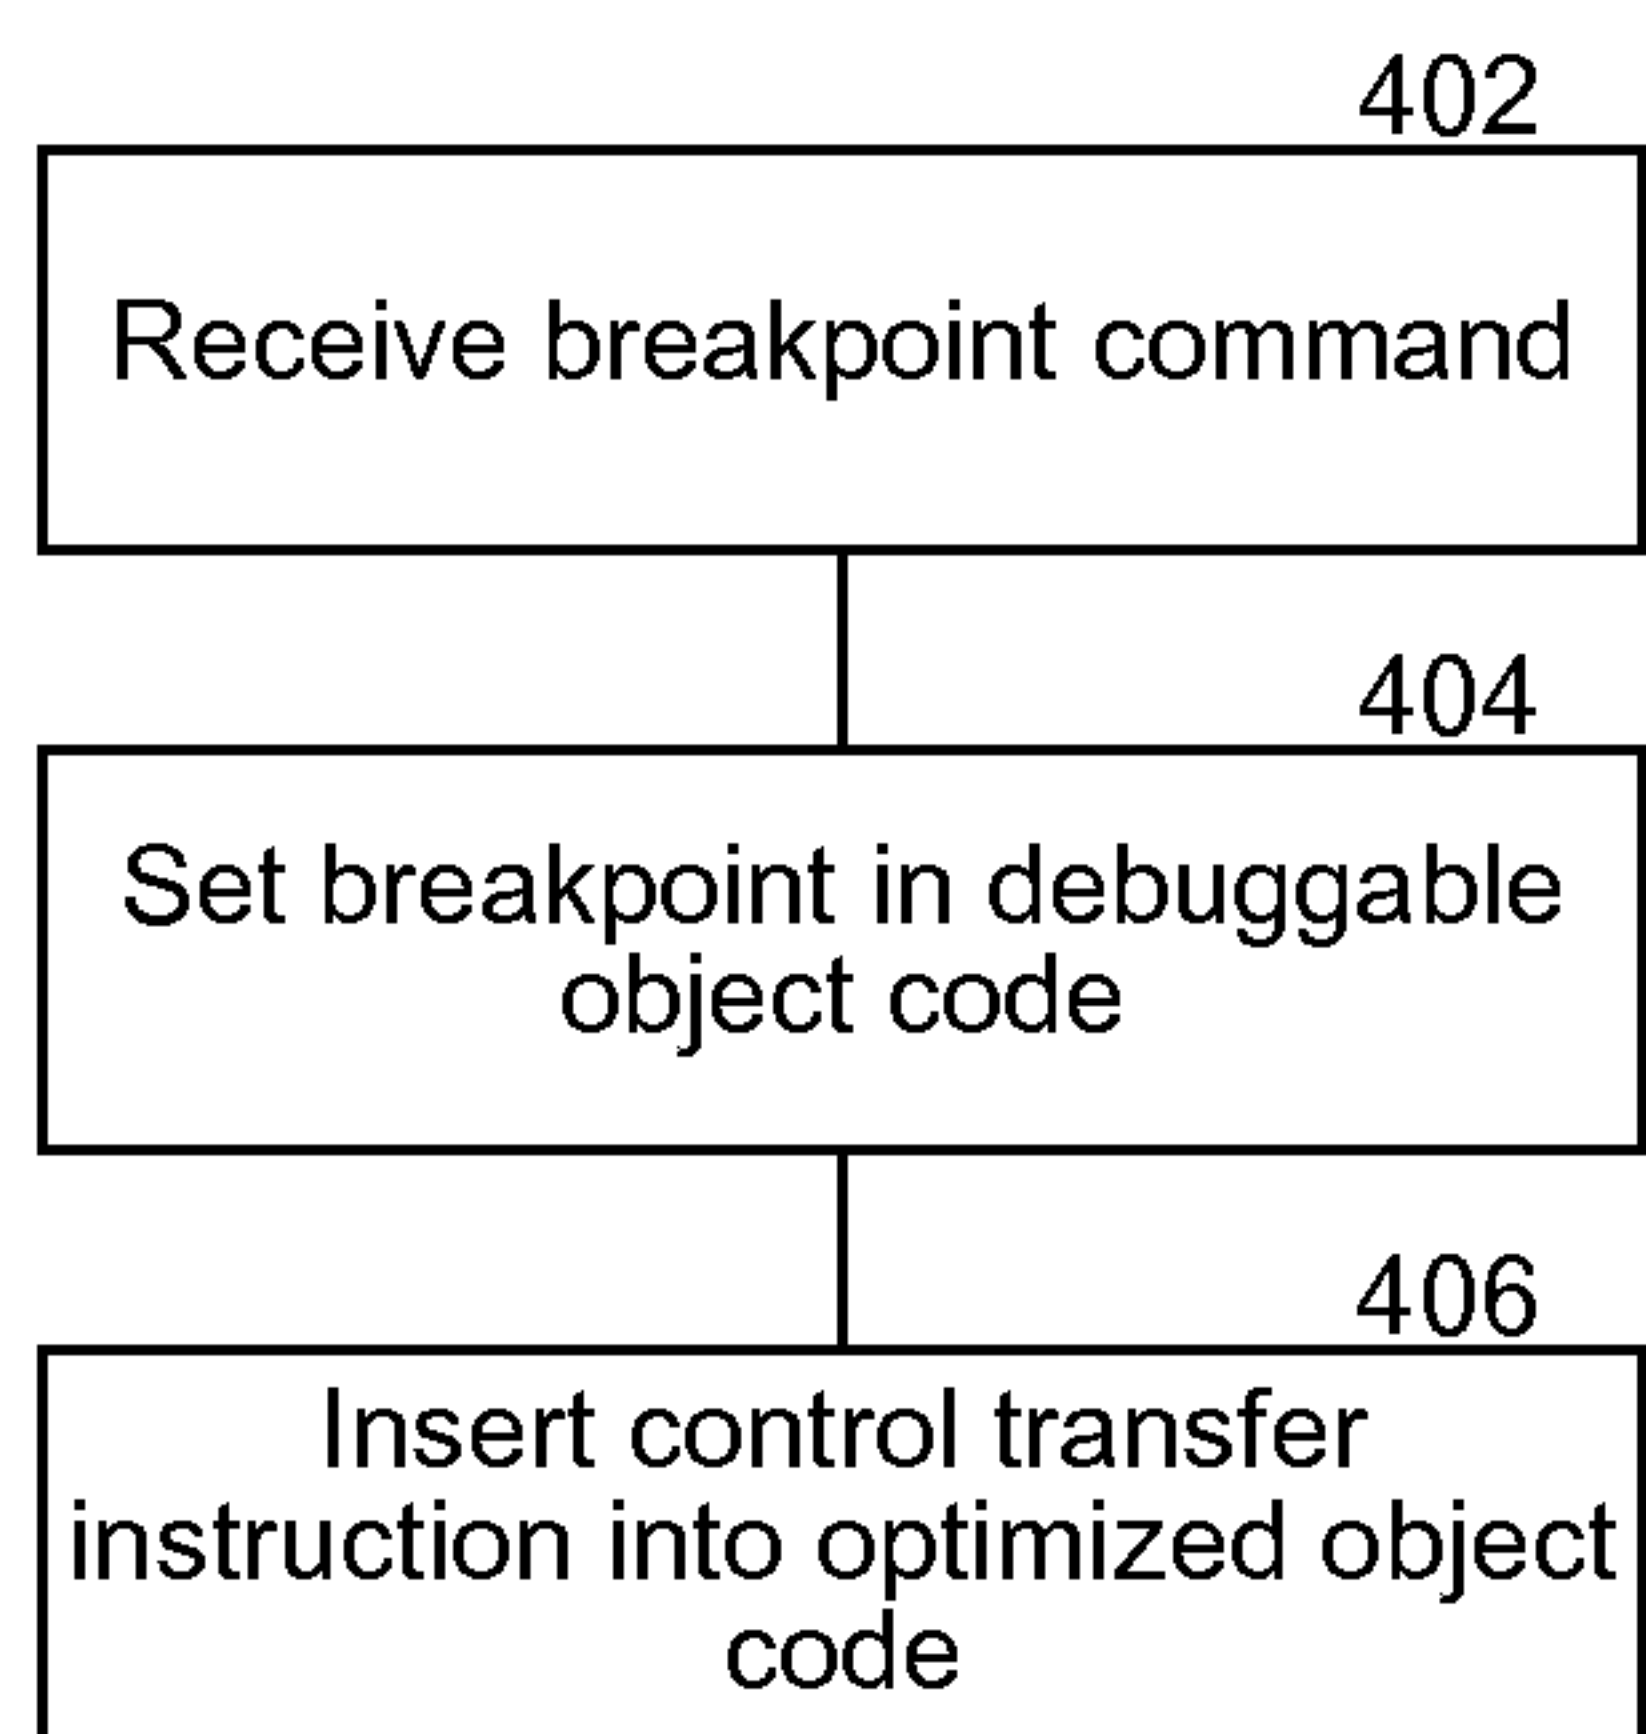 402
Receive breakpoint command
404
Set breakpoint in debuggable
object code
406
Insert control transfer
instruction into optimized object
code